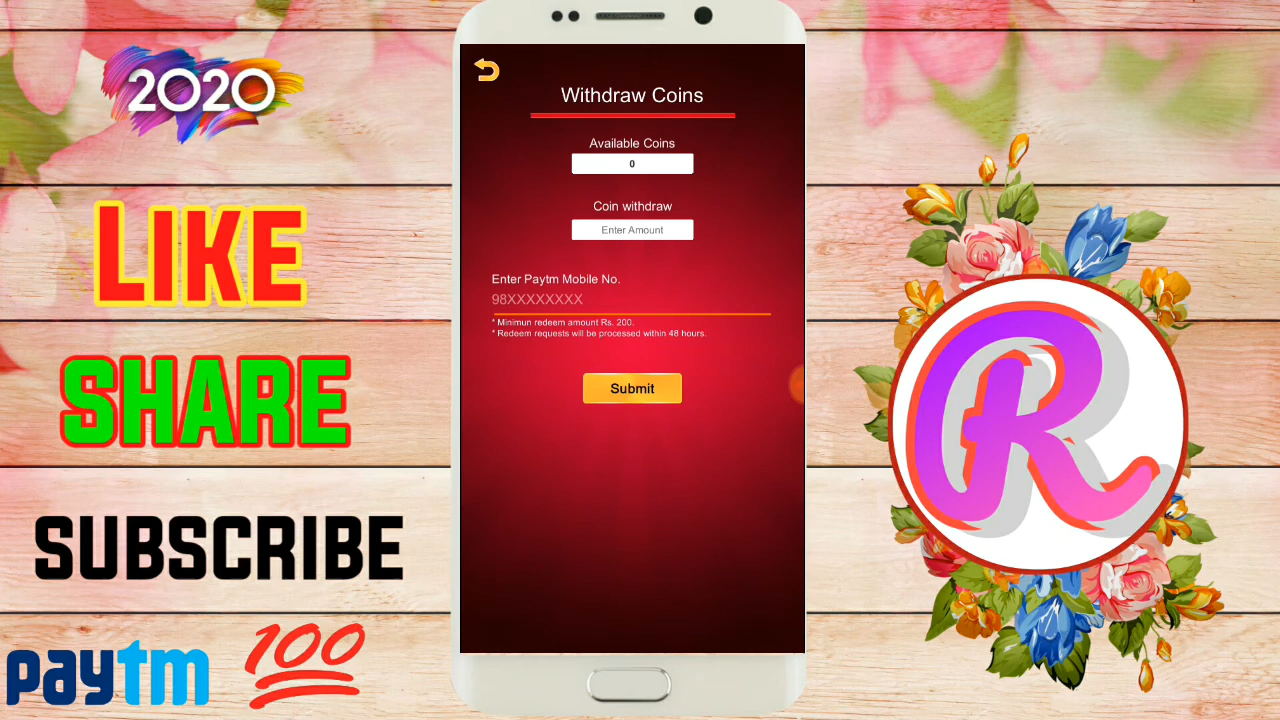 2020
LIKE
SHARE
SUBSCRIBE
paytm 100
Withdraw Coins
Available Coins
0
Coin withdraw
Enter Amount
Enter Paytm Mobile No.
98XXXXXXXX
* Minimun redeem amount Rs. 200.
* Redeem requests will be processed within 48 hours.
Submit
R